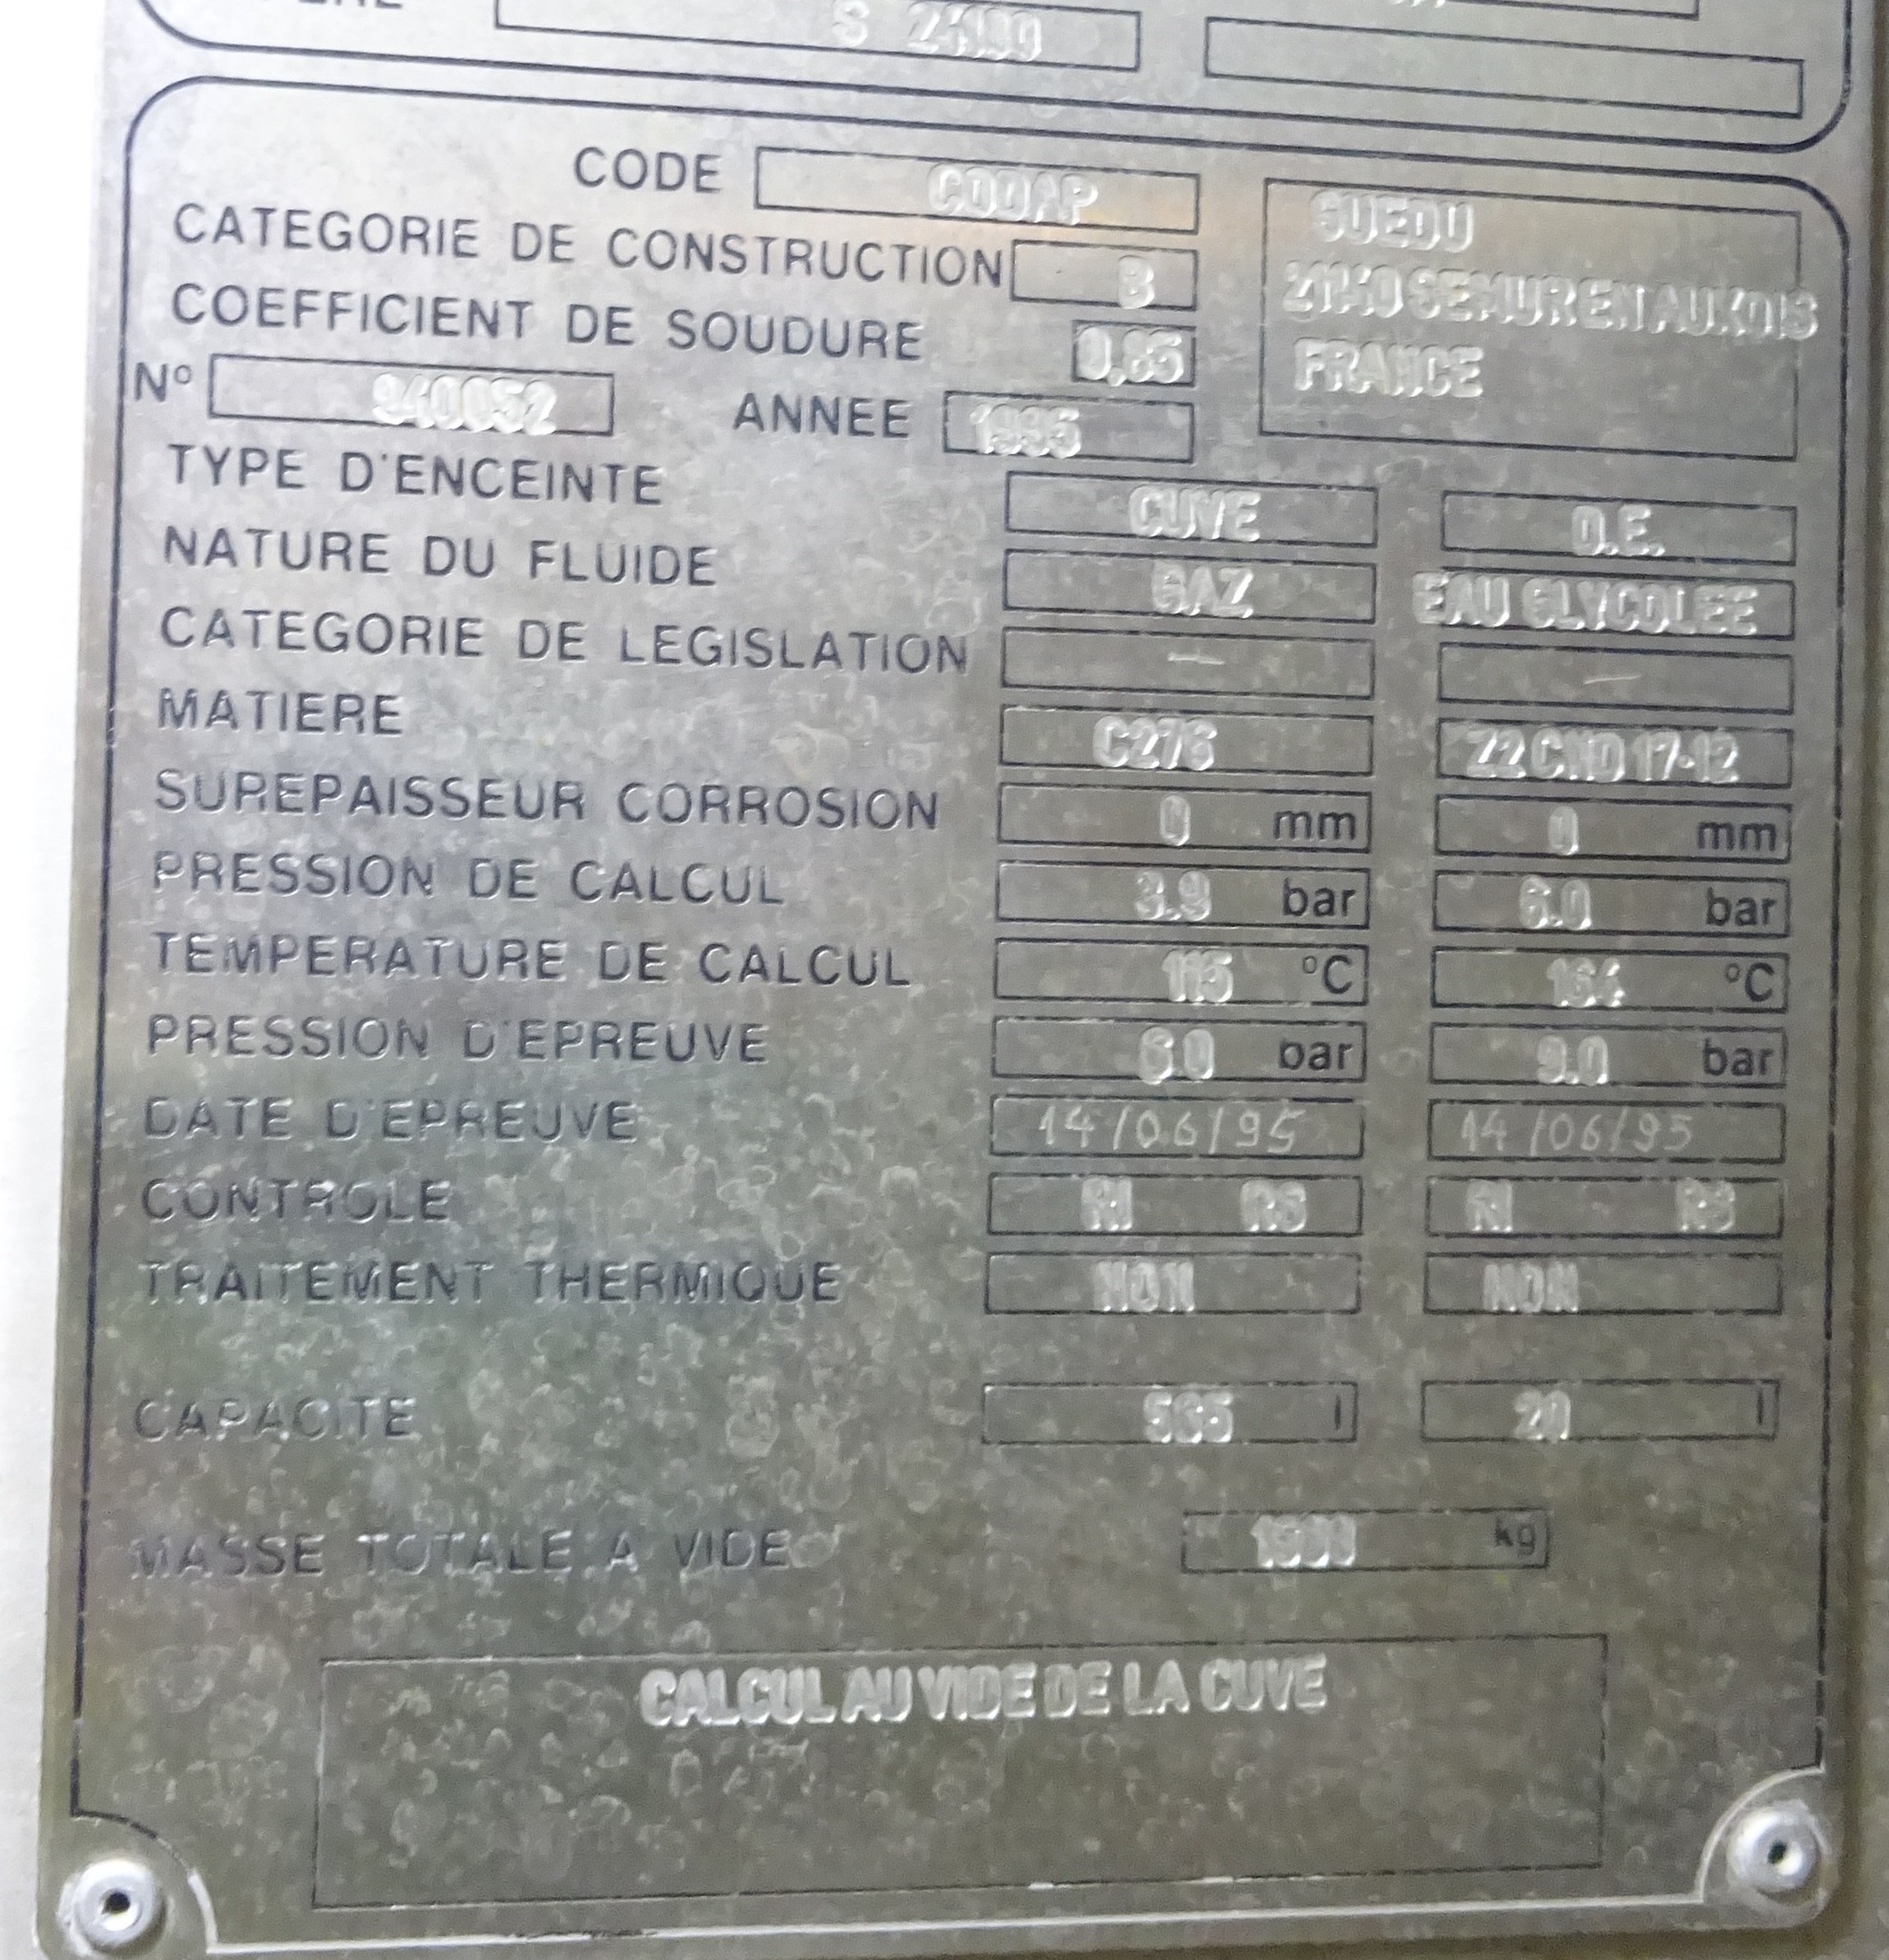 S 24100
CODE CODAP
CATEGORIE DE CONSTRUCTION B
COEFFICIENT DE SOUDURE 0,85
N° 940052 ANNEE 1995
GUEDU
21140 SEMUR EN AUXOIS
FRANCE
TYPE D'ENCEINTE CUVE D.E.
NATURE DU FLUIDE GAZ EAU GLYCOLEE
CATEGORIE DE LEGISLATION — —
MATIERE C276 Z2 CND 17-12
SUREPAISSEUR CORROSION 0 mm 0 mm
PRESSION DE CALCUL 3.9 bar 6.0 bar
TEMPERATURE DE CALCUL 115 °C 164 °C
PRESSION D'EPREUVE 6.0 bar 9.0 bar
DATE D'EPREUVE 14/06/95 14/06/95
CONTROLE R1 RS R1 RS
TRAITEMENT THERMIQUE NON NON
CAPACITE 565 l 20 l
MASSE TOTALE A VIDE kg
CALCUL AU VIDE DE LA CUVE